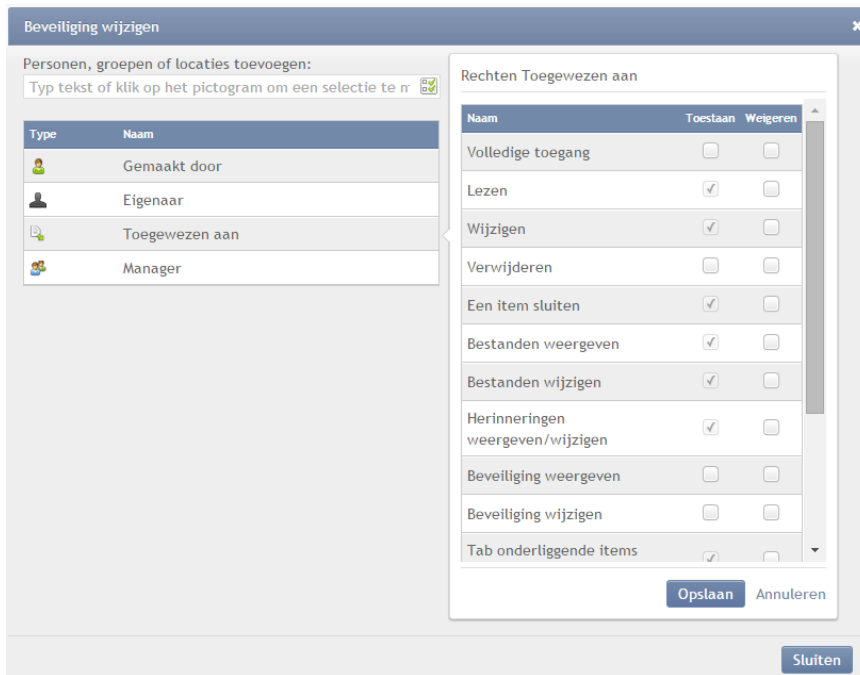 Beveiliging wijzigen
Personen, groepen of locaties toevoegen:
Typ tekst of klik op het pictogram om een selectie te m
Type Naam
Gemaakt door
Eigenaar
Toegewezen aan
Manager
Rechten Toegewezen aan
Naam Toestaan Weigeren
Volledige toegang
Lezen
Wijzigen
Verwijderen
Een item sluiten
Bestanden weergeven
Bestanden wijzigen
Herinneringen
weergeven/wijzigen
Beveiliging weergeven
Beveiliging wijzigen
Tab onderliggende items
Opslaan Annuleren
Sluiten